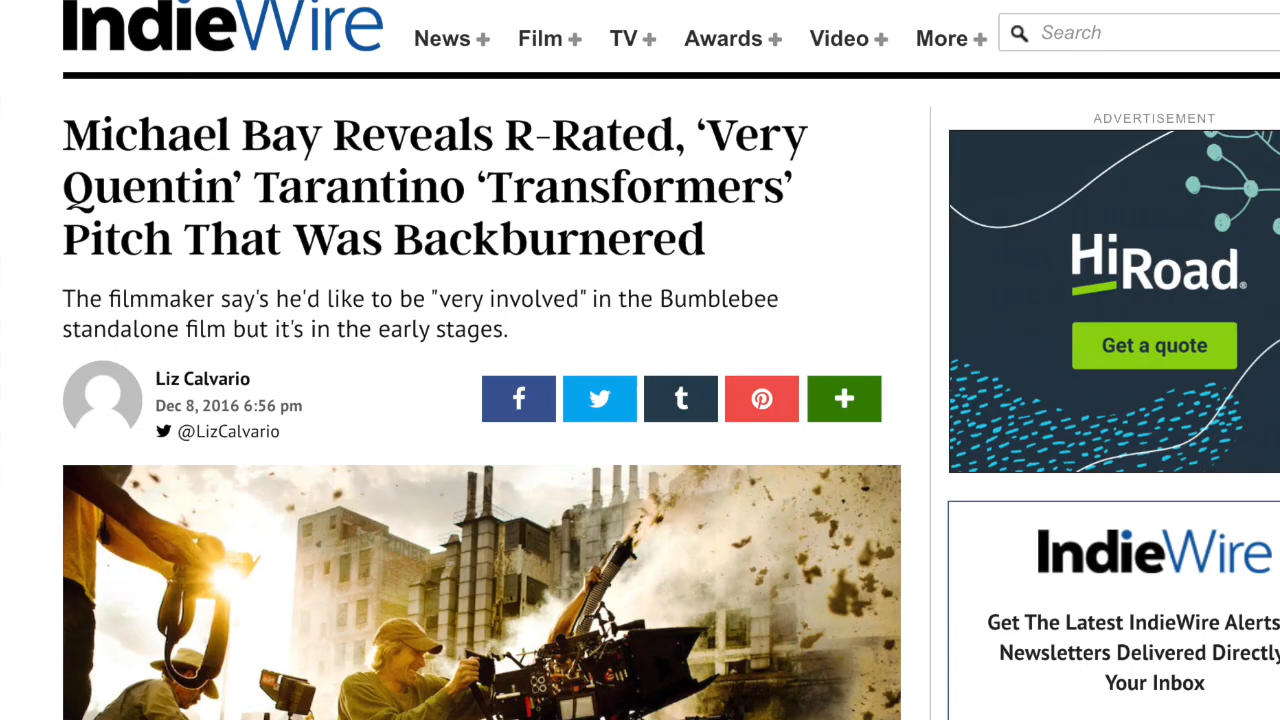 IndieWire
News + Film + TV + Awards + Video + More + Search
Michael Bay Reveals R-Rated, ‘Very
Quentin’ Tarantino ‘Transformers’
Pitch That Was Backburnered
The filmmaker say's he'd like to be "very involved" in the Bumblebee
standalone film but it's in the early stages.
Liz Calvario
Dec 8, 2016 6:56 pm
@LizCalvario
ADVERTISEMENT
HiRoad®
Get a quote
IndieWire
Get The Latest IndieWire Alerts
Newsletters Delivered Directly
Your Inbox